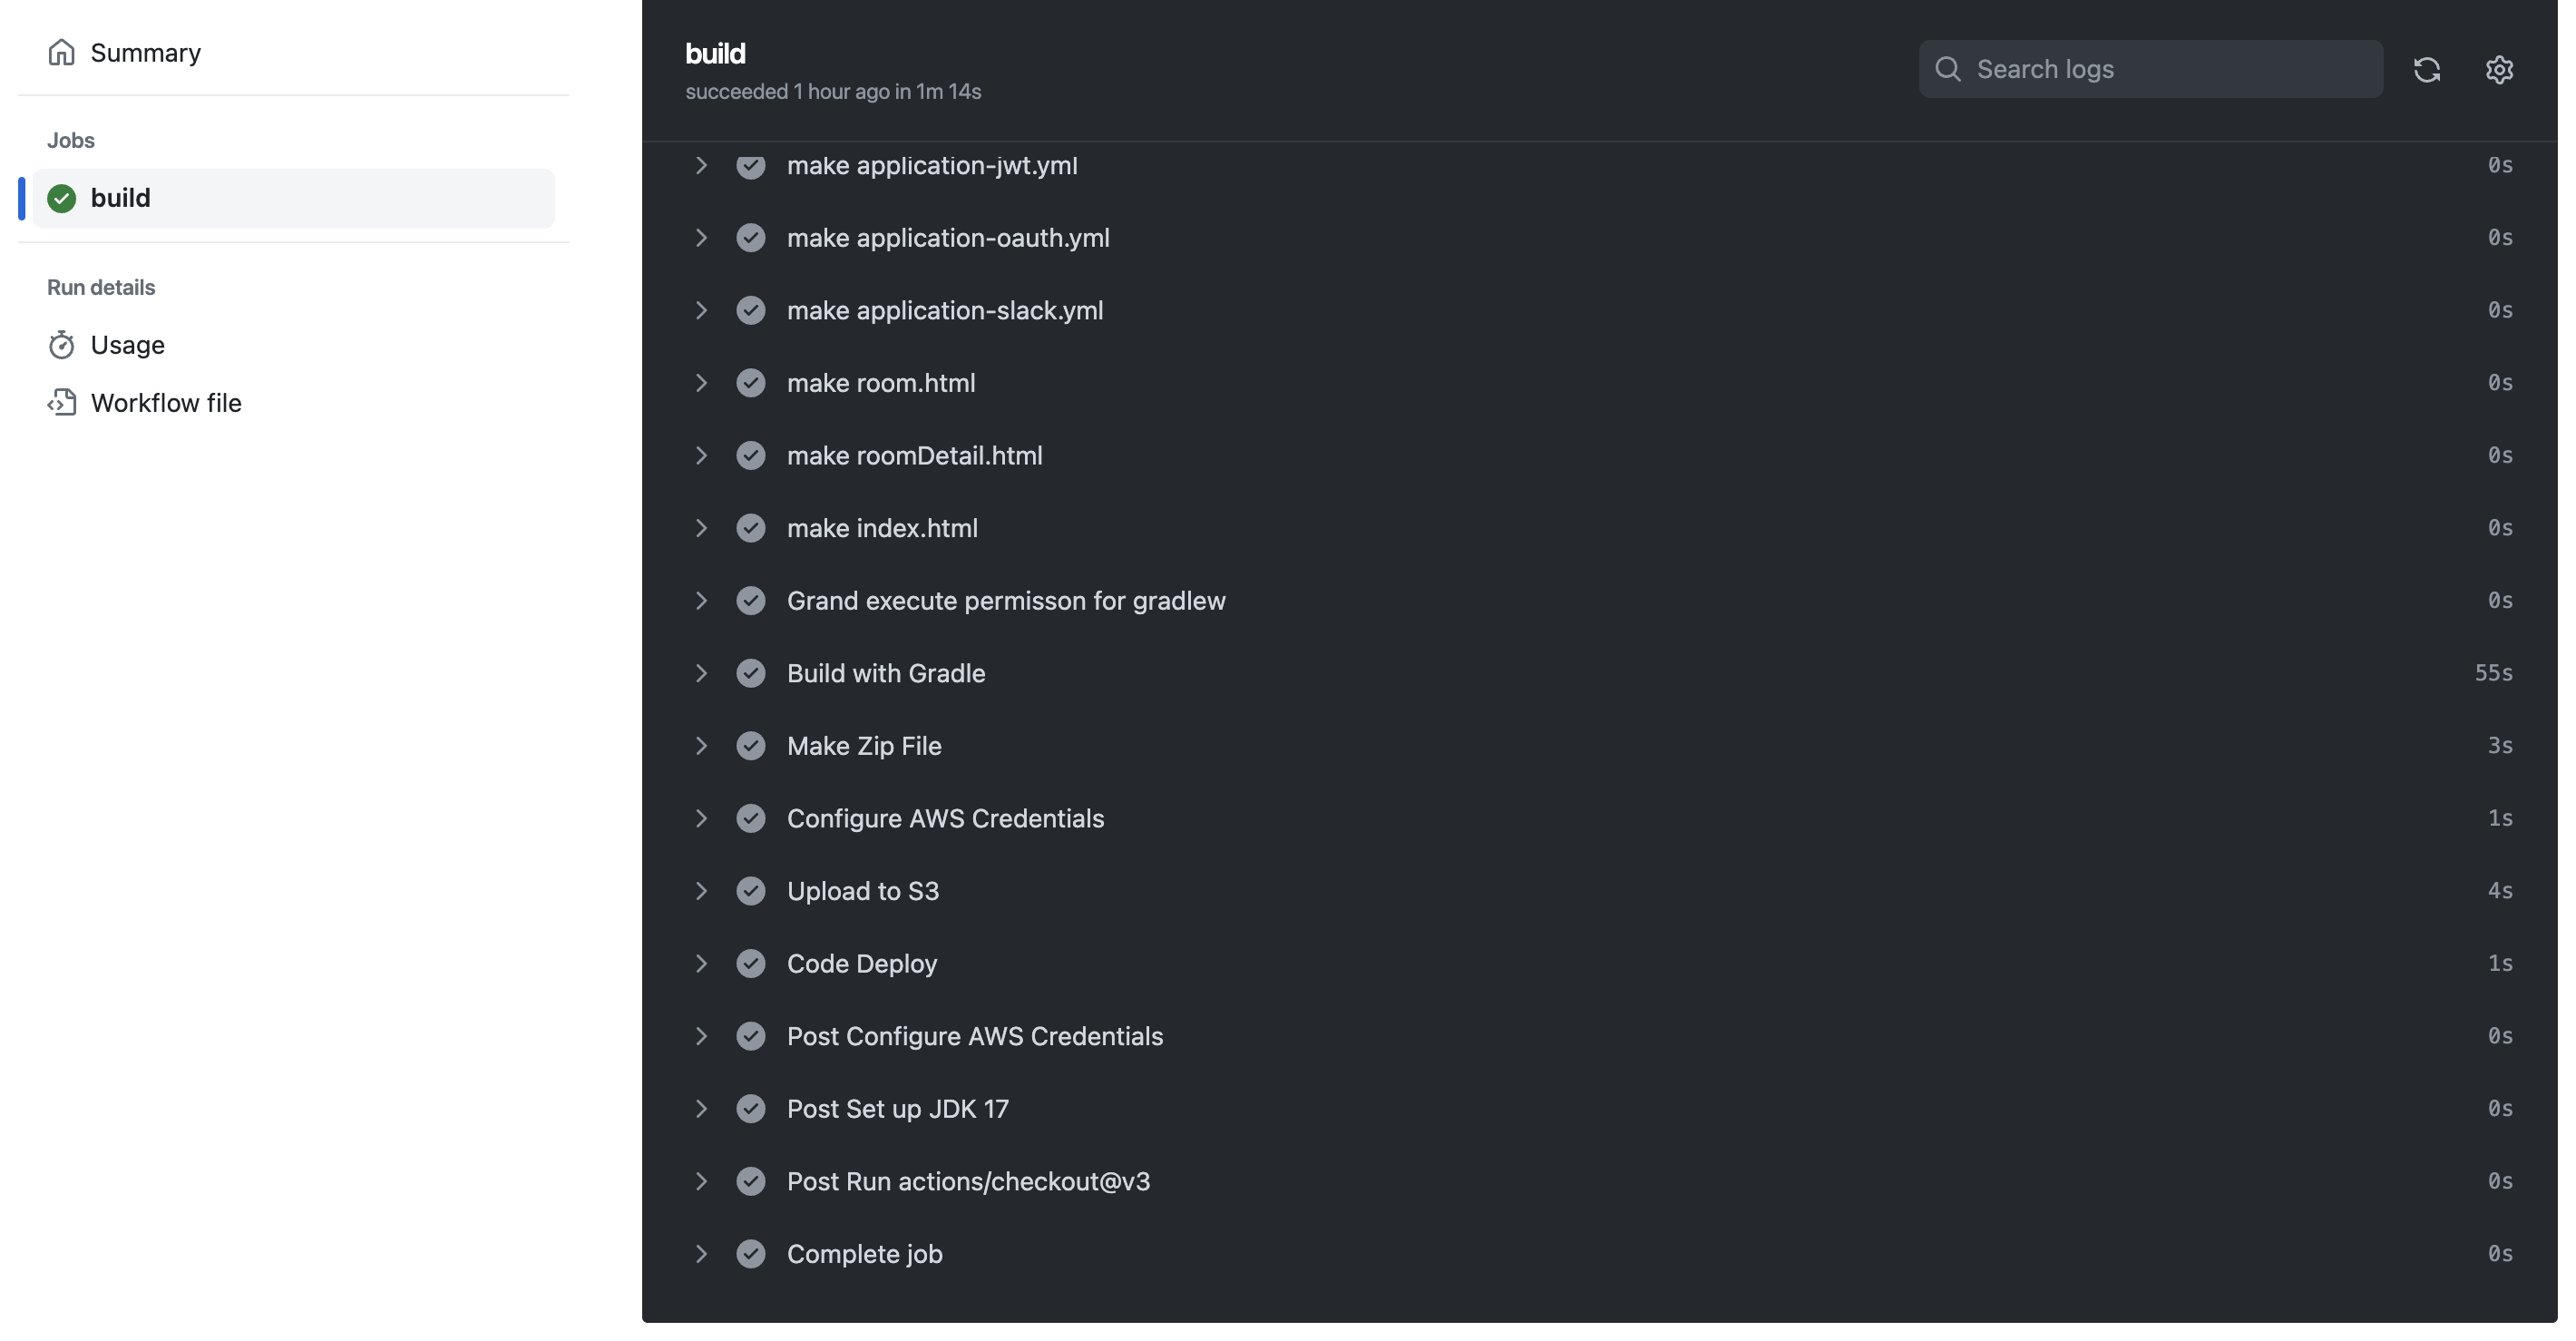 Summary
Jobs
build
Run details
Usage
Workflow file
build
succeeded 1 hour ago in 1m 14s
Search logs
make application-jwt.yml 0s
make application-oauth.yml 0s
make application-slack.yml 0s
make room.html 0s
make roomDetail.html 0s
make index.html 0s
Grand execute permisson for gradlew 0s
Build with Gradle 55s
Make Zip File 3s
Configure AWS Credentials 1s
Upload to S3 4s
Code Deploy 1s
Post Configure AWS Credentials 0s
Post Set up JDK 17 0s
Post Run actions/checkout@v3 0s
Complete job 0s